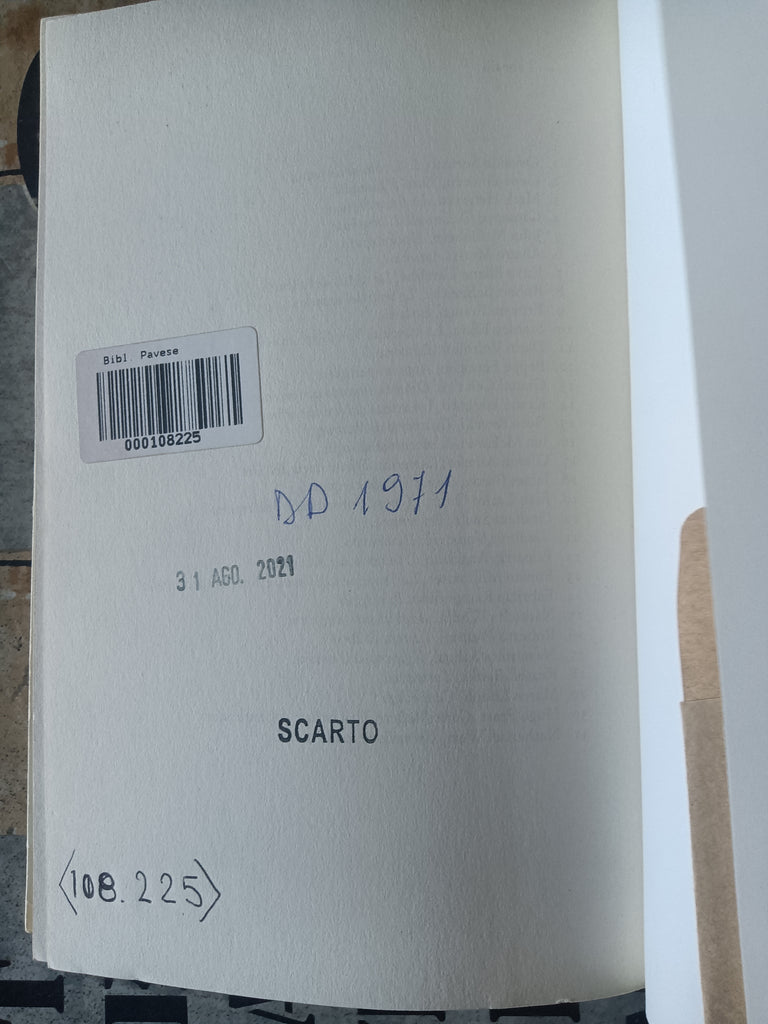 Bibl. Pavese
000108225
DD 1971
31 AGO. 2021
SCARTO
<108.225>